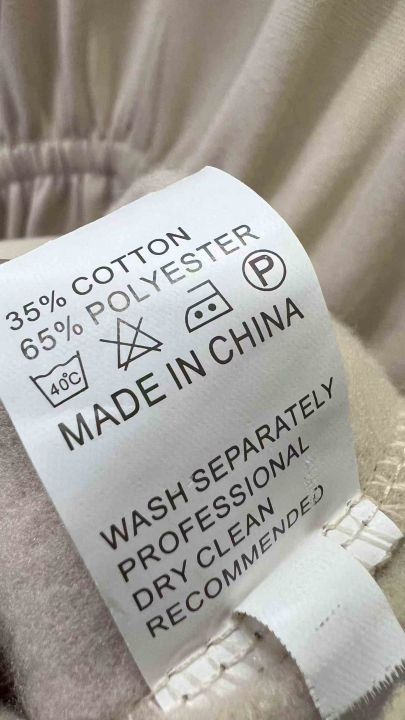 35% COTTON
65% POLYESTER
40°C
P
MADE IN CHINA
WASH SEPARATELY
PROFESSIONAL
DRY CLEAN
RECOMMENDED